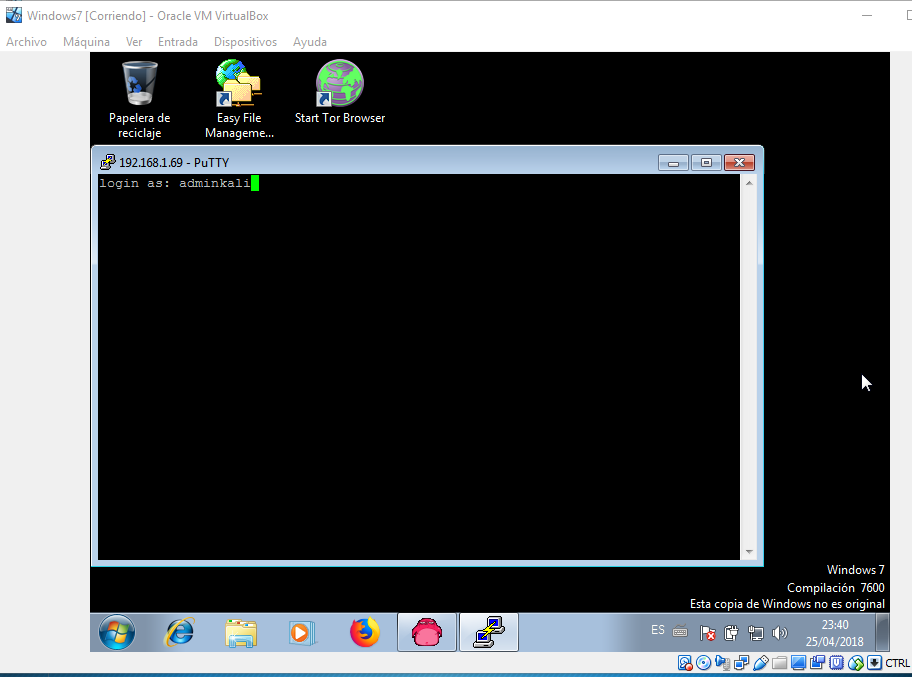 Windows7 [Corriendo] - Oracle VM VirtualBox
Archivo Máquina Ver Entrada Dispositivos Ayuda
Papelera de
reciclaje
Easy File
Manageme...
Start Tor Browser
192.168.1.69 - PuTTY
login as: adminkali
Windows 7
Compilación 7600
Esta copia de Windows no es original
ES
23:40
25/04/2018
CTRL